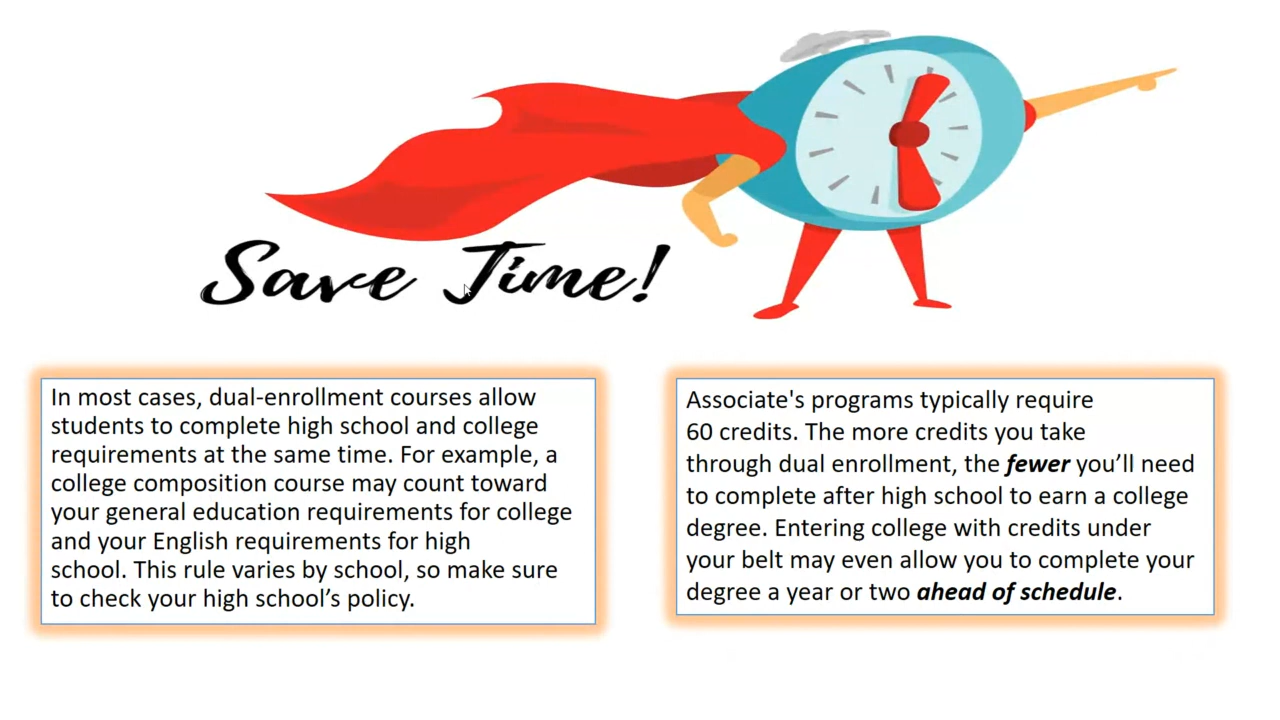 Save Time!
In most cases, dual-enrollment courses allow
students to complete high school and college
requirements at the same time. For example, a
college composition course may count toward
your general education requirements for college
and your English requirements for high
school. This rule varies by school, so make sure
to check your high school’s policy.
Associate's programs typically require
60 credits. The more credits you take
through dual enrollment, the fewer you’ll need
to complete after high school to earn a college
degree. Entering college with credits under
your belt may even allow you to complete your
degree a year or two ahead of schedule.